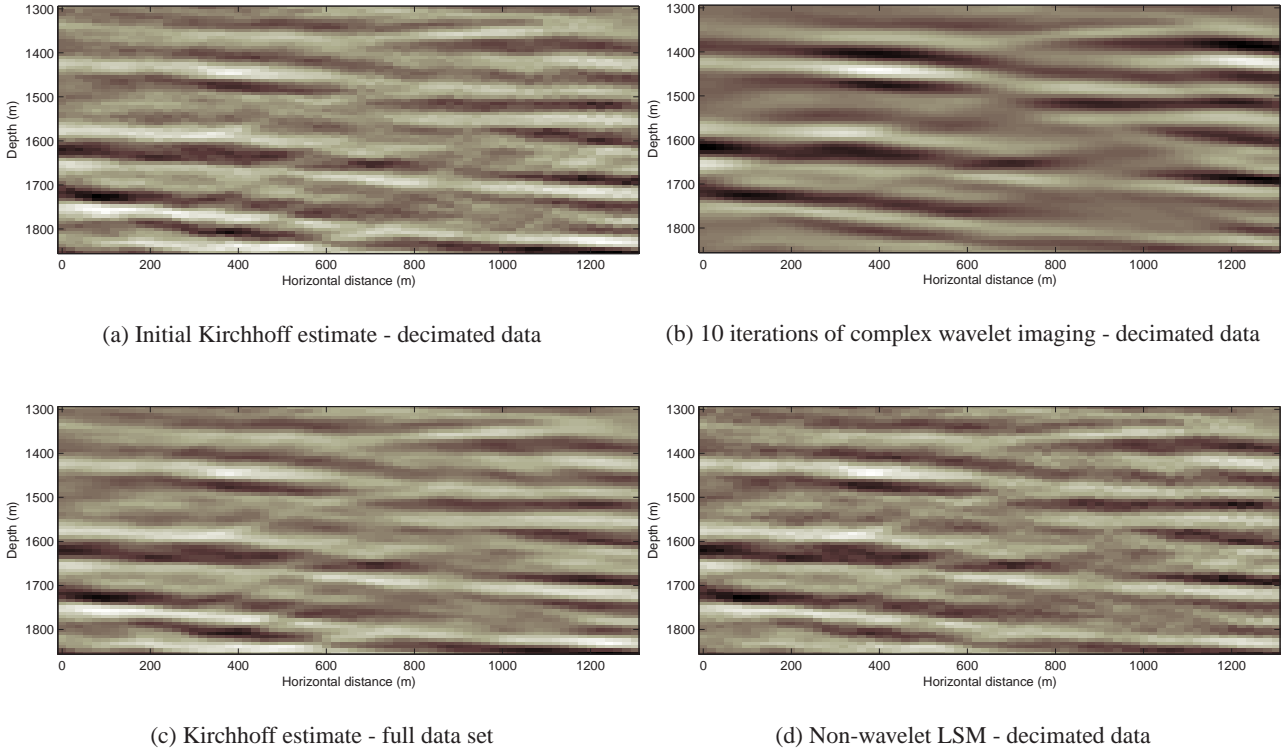 1300
1400
1500
1600
1700
1800
Depth (m)
0 200 400 600 800 1000 1200
Horizontal distance (m)
(a) Initial Kirchhoff estimate - decimated data
1300
1400
1500
1600
1700
1800
Depth (m)
0 200 400 600 800 1000 1200
Horizontal distance (m)
(b) 10 iterations of complex wavelet imaging - decimated data
1300
1400
1500
1600
1700
1800
Depth (m)
0 200 400 600 800 1000 1200
Horizontal distance (m)
(c) Kirchhoff estimate - full data set
1300
1400
1500
1600
1700
1800
Depth (m)
0 200 400 600 800 1000 1200
Horizontal distance (m)
(d) Non-wavelet LSM - decimated data